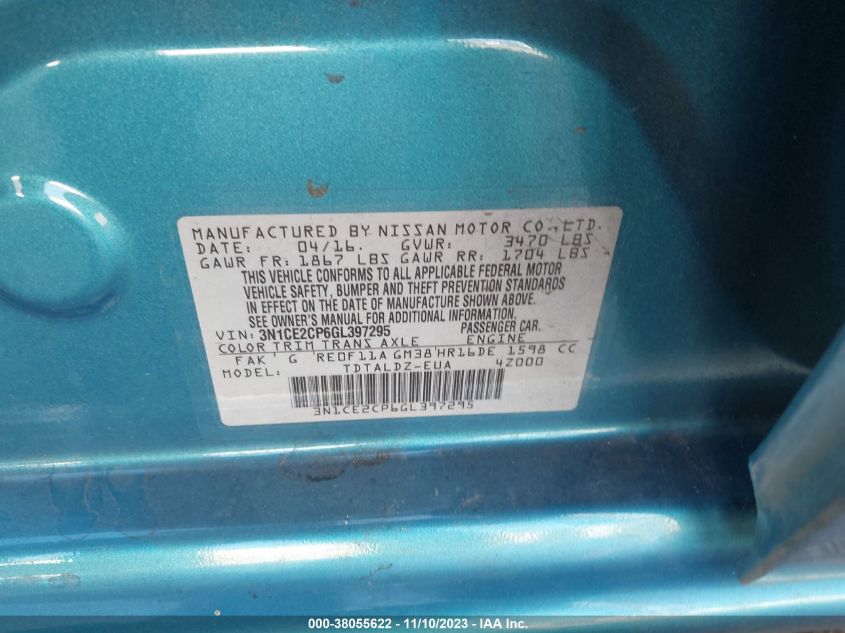 MANUFACTURED BY NISSAN MOTOR CO.,LTD.
DATE: 04/16. GVWR: 3470 LBS
GAWR FR: 1867 LBS GAWR RR: 1704 LBS
THIS VEHICLE CONFORMS TO ALL APPLICABLE FEDERAL MOTOR
VEHICLE SAFETY, BUMPER AND THEFT PREVENTION STANDARDS
IN EFFECT ON THE DATE OF MANUFACTURE SHOWN ABOVE.
SEE OWNER'S MANUAL FOR ADDITIONAL INFORMATION.
VIN: 3N1CE2CP6GL397295 PASSENGER CAR.
COLOR TRIM TRANS AXLE ENGINE
FAK' G RE0F11A GM38'HR16DE 1598 CC
MODEL: TDTALDZ-EUA 4Z000
3N1CE2CP6GL397295
000-38055622 - 11/10/2023 - IAA Inc.